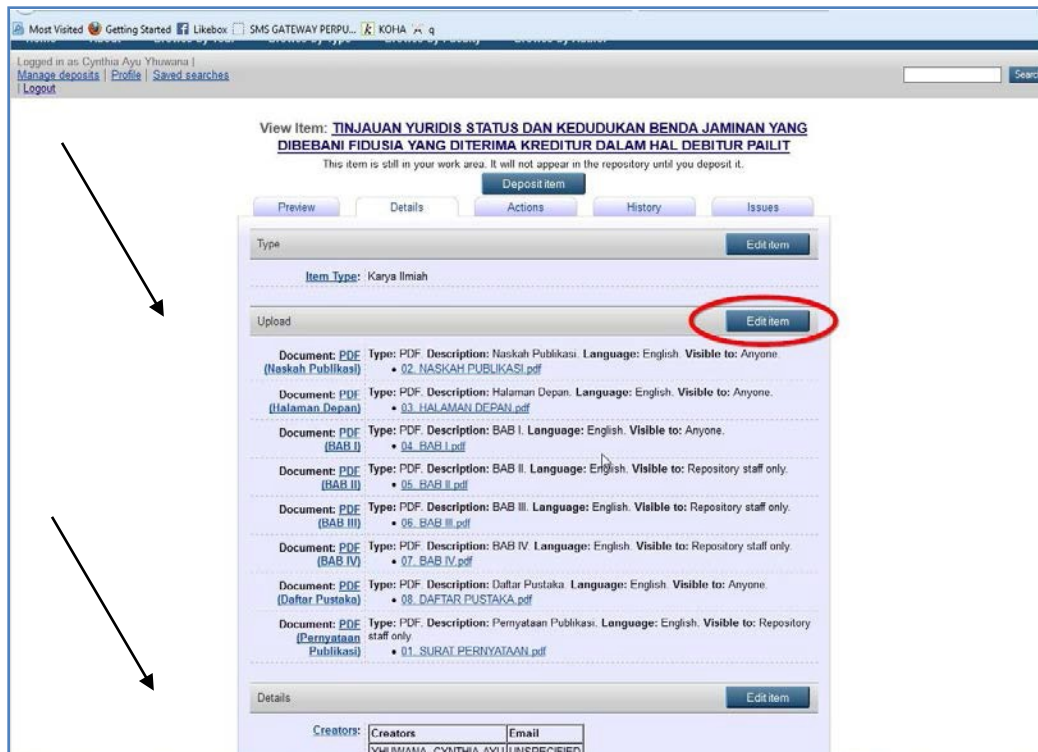 Most Visited Getting Started Likebox SMS GATEWAY PERPU... KOHA q
Logged in as Cynthia Ayu Yhuwana |
Manage deposits | Profile | Saved searches
| Logout
Search
View Item: TINJAUAN YURIDIS STATUS DAN KEDUDUKAN BENDA JAMINAN YANG
DIBEBANI FIDUSIA YANG DITERIMA KREDITUR DALAM HAL DEBITUR PAILIT
This item is still in your work area. It will not appear in the repository until you deposit it.
Deposit item
Preview Details Actions History Issues
Type Edit item
Item Type: Karya Ilmiah
Upload Edit item
Document: PDF Type: PDF. Description: Naskah Publikasi. Language: English. Visible to: Anyone.
(Naskah Publikasi) • 02. NASKAH PUBLIKASI.pdf
Document: PDF Type: PDF. Description: Halaman Depan. Language: English. Visible to: Anyone.
(Halaman Depan) • 03. HALAMAN DEPAN.pdf
Document: PDF Type: PDF. Description: BAB I. Language: English. Visible to: Anyone.
(BAB I) • 04. BAB I.pdf
Document: PDF Type: PDF. Description: BAB II. Language: English. Visible to: Repository staff only.
(BAB II) • 05. BAB II.pdf
Document: PDF Type: PDF. Description: BAB III. Language: English. Visible to: Repository staff only.
(BAB III) • 06. BAB III.pdf
Document: PDF Type: PDF. Description: BAB IV. Language: English. Visible to: Repository staff only.
(BAB IV) • 07. BAB IV.pdf
Document: PDF Type: PDF. Description: Daftar Pustaka. Language: English. Visible to: Anyone.
(Daftar Pustaka) • 08. DAFTAR PUSTAKA.pdf
Document: PDF Type: PDF. Description: Pernyataan Publikasi. Language: English. Visible to: Repository
(Pernyataan staff only.
Publikasi) • 01. SURAT PERNYATAAN.pdf
Details Edit item
Creators: Creators Email
YHUWANA, CYNTHIA AYU UNSPECIFIED